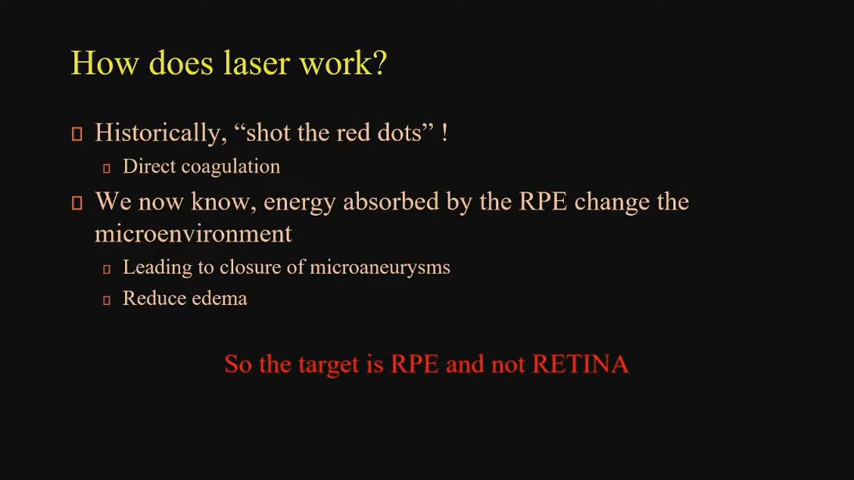 How does laser work?
Historically, “shot the red dots” !
Direct coagulation
We now know, energy absorbed by the RPE change the
microenvironment
Leading to closure of microaneurysms
Reduce edema
So the target is RPE and not RETINA